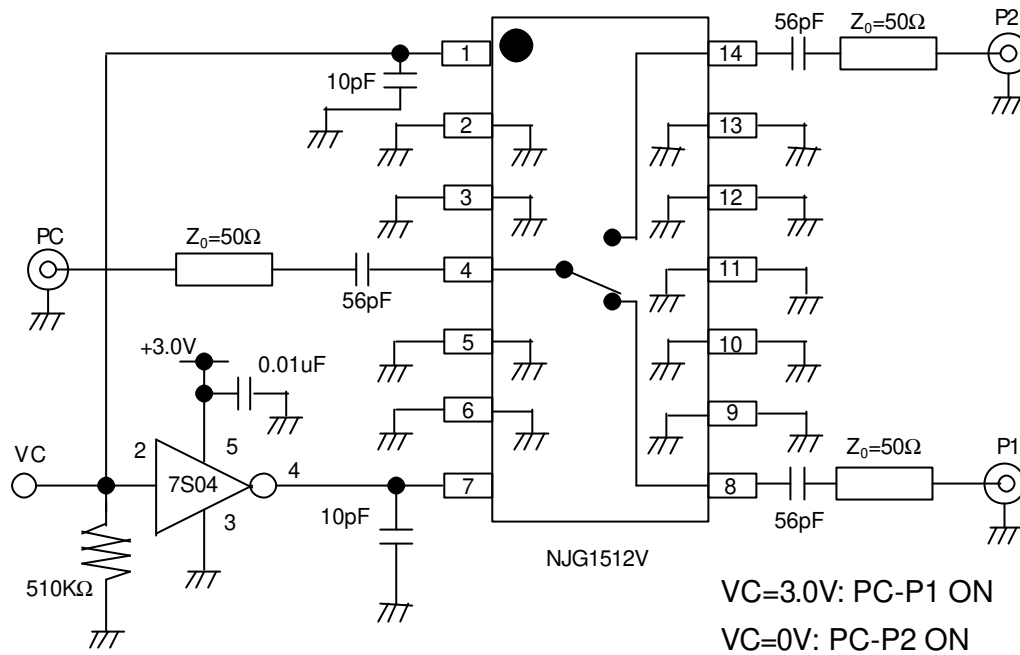 56pF
Z0=50Ω
P2
1
14
10pF
2
13
3
12
PC
Z0=50Ω
11
4
56pF
5
10
+3.0V
0.01uF
6
9
Z0=50Ω
P1
VC
2
5
4
7S04
7
8
3
10pF
56pF
510KΩ
NJG1512V
VC=3.0V: PC-P1 ON
VC=0V: PC-P2 ON